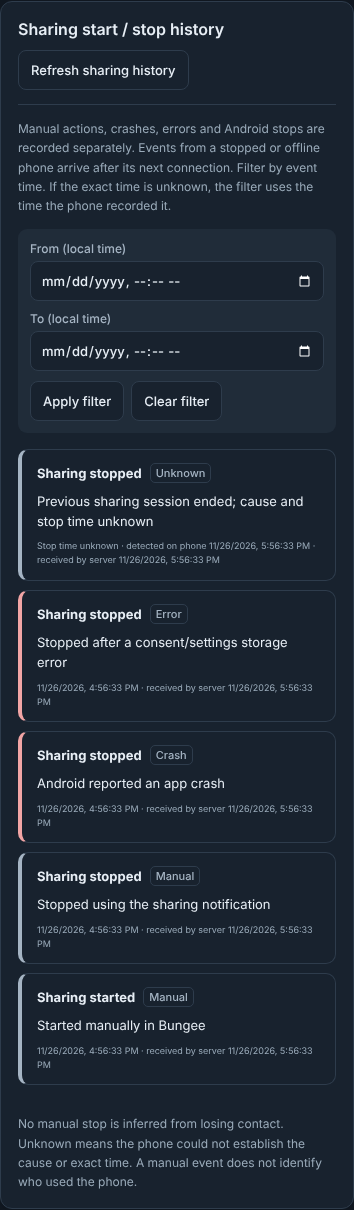 Sharing start / stop history
Refresh sharing history
Manual actions, crashes, errors and Android stops are
recorded separately. Events from a stopped or offline
phone arrive after its next connection. Filter by event
time. If the exact time is unknown, the filter uses the
time the phone recorded it.
From (local time)
mm/dd/yyyy, --:-- --
To (local time)
mm/dd/yyyy, --:-- --
Apply filter
Clear filter
Sharing stopped Unknown
Previous sharing session ended; cause and
stop time unknown
Stop time unknown · detected on phone 11/26/2026, 5:56:33 PM ·
received by server 11/26/2026, 5:56:33 PM
Sharing stopped Error
Stopped after a consent/settings storage
error
11/26/2026, 4:56:33 PM · received by server 11/26/2026, 5:56:33
PM
Sharing stopped Crash
Android reported an app crash
11/26/2026, 4:56:33 PM · received by server 11/26/2026, 5:56:33
PM
Sharing stopped Manual
Stopped using the sharing notification
11/26/2026, 4:56:33 PM · received by server 11/26/2026, 5:56:33
PM
Sharing started Manual
Started manually in Bungee
11/26/2026, 4:56:33 PM · received by server 11/26/2026, 5:56:33
PM
No manual stop is inferred from losing contact.
Unknown means the phone could not establish the
cause or exact time. A manual event does not identify
who used the phone.